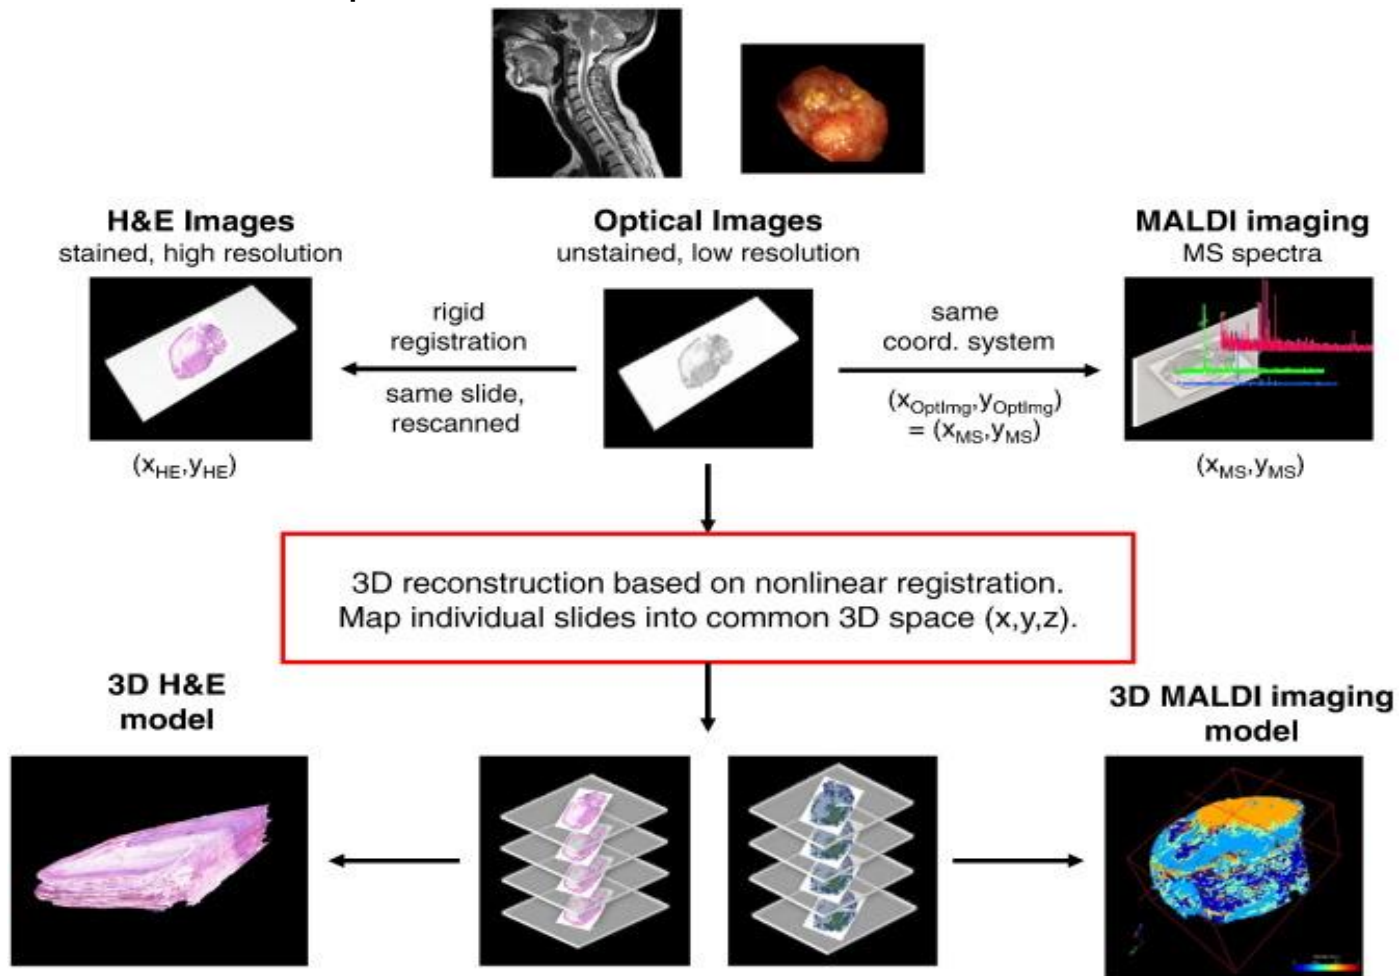 H&E Images
stained, high resolution
Optical Images
unstained, low resolution
MALDI imaging
MS spectra
rigid
registration
same slide,
rescanned
same
coord. system
(xOptImg,yOptImg)
= (xMS,yMS)
(xHE,yHE)
(xMS,yMS)
3D reconstruction based on nonlinear registration.
Map individual slides into common 3D space (x,y,z).
3D H&E
model
3D MALDI imaging
model